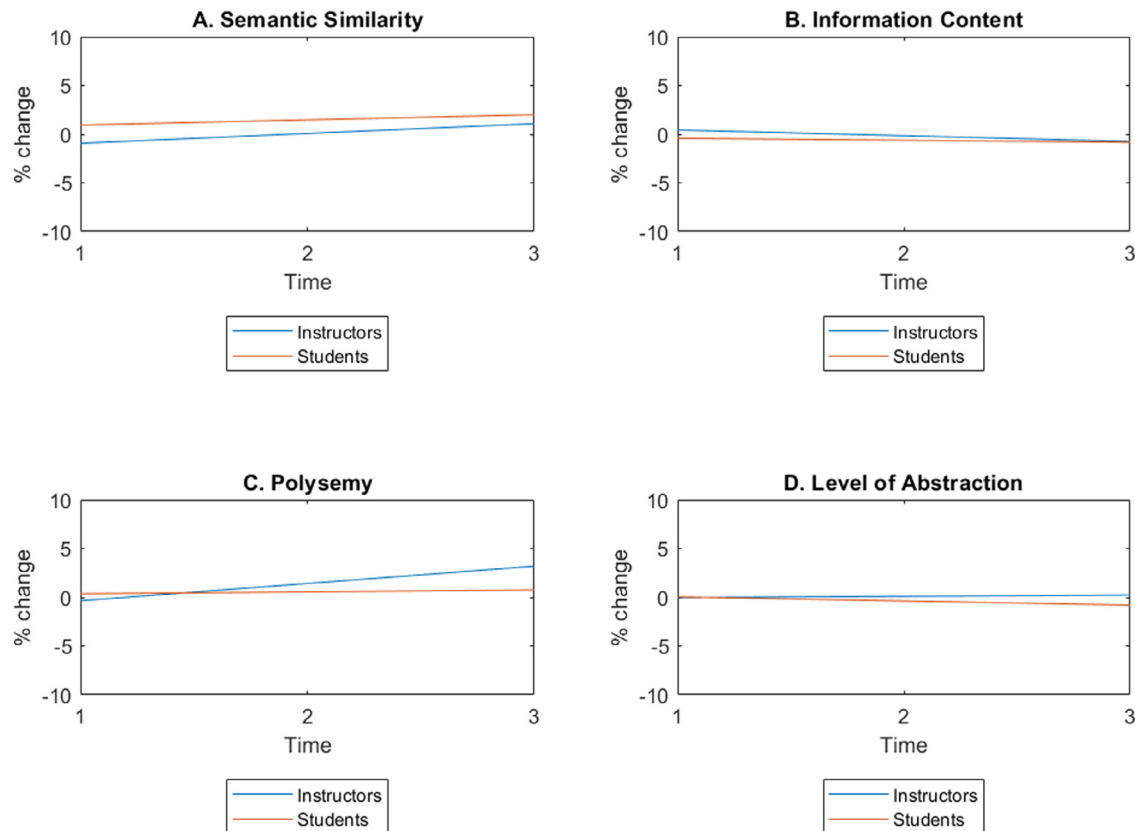 A. Semantic Similarity
10
5
0
-5
-10
% change
1
2
3
Time
Instructors
Students
B. Information Content
10
5
0
-5
-10
% change
1
2
3
Time
Instructors
Students
C. Polysemy
10
5
0
-5
-10
% change
1
2
3
Time
Instructors
Students
D. Level of Abstraction
10
5
0
-5
-10
% change
1
2
3
Time
Instructors
Students